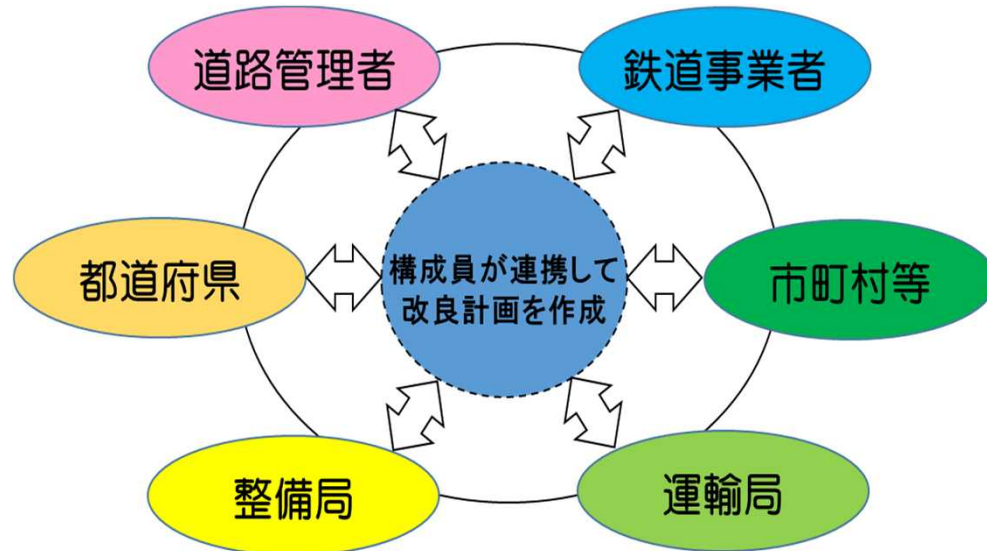 道路管理者
鉄道事業者
都道府県
構成員が連携して
改良計画を作成
市町村等
整備局
運輸局